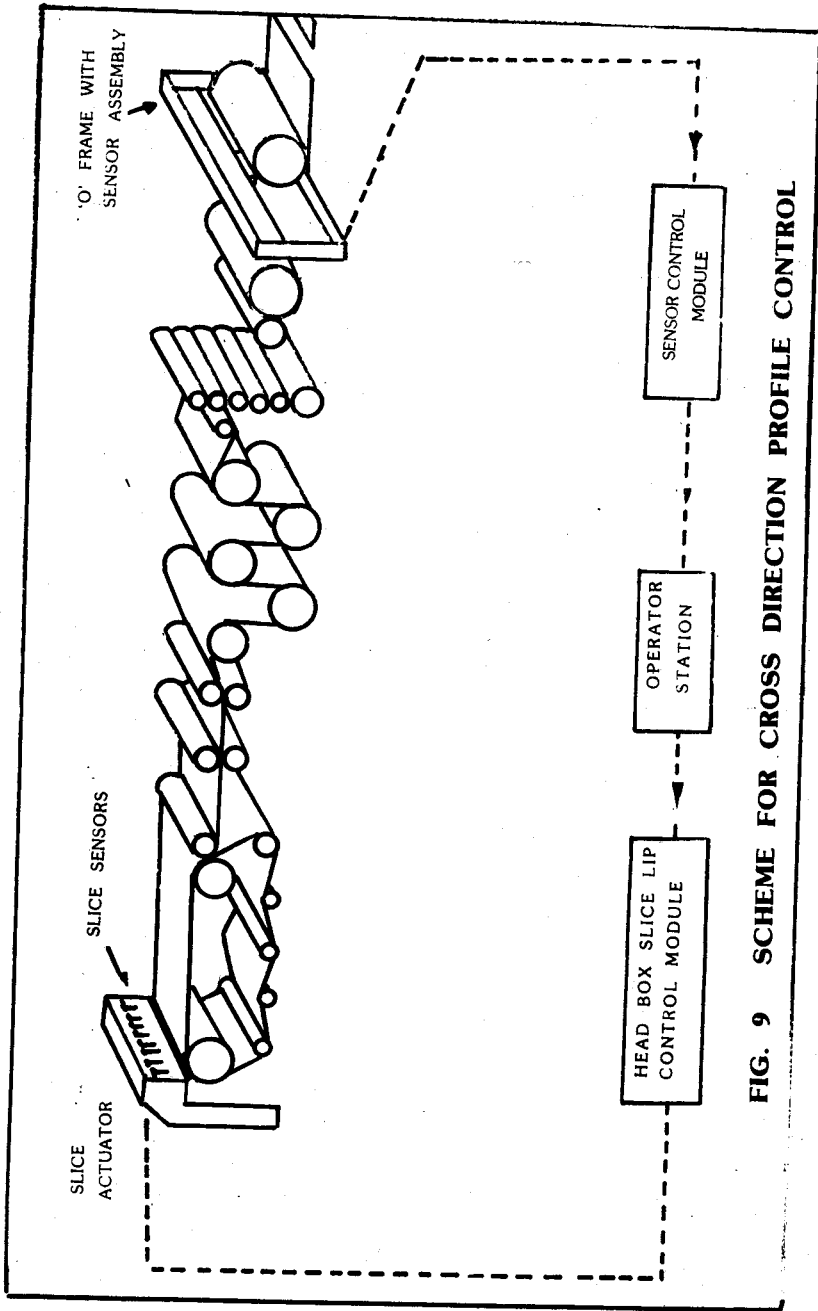 SLICE
ACTUATOR
SLICE SENSORS
'O' FRAME WITH
SENSOR ASSEMBLY
HEAD BOX SLICE LIP
CONTROL MODULE
OPERATOR
STATION
SENSOR CONTROL
MODULE
FIG. 9 SCHEME FOR CROSS DIRECTION PROFILE CONTROL